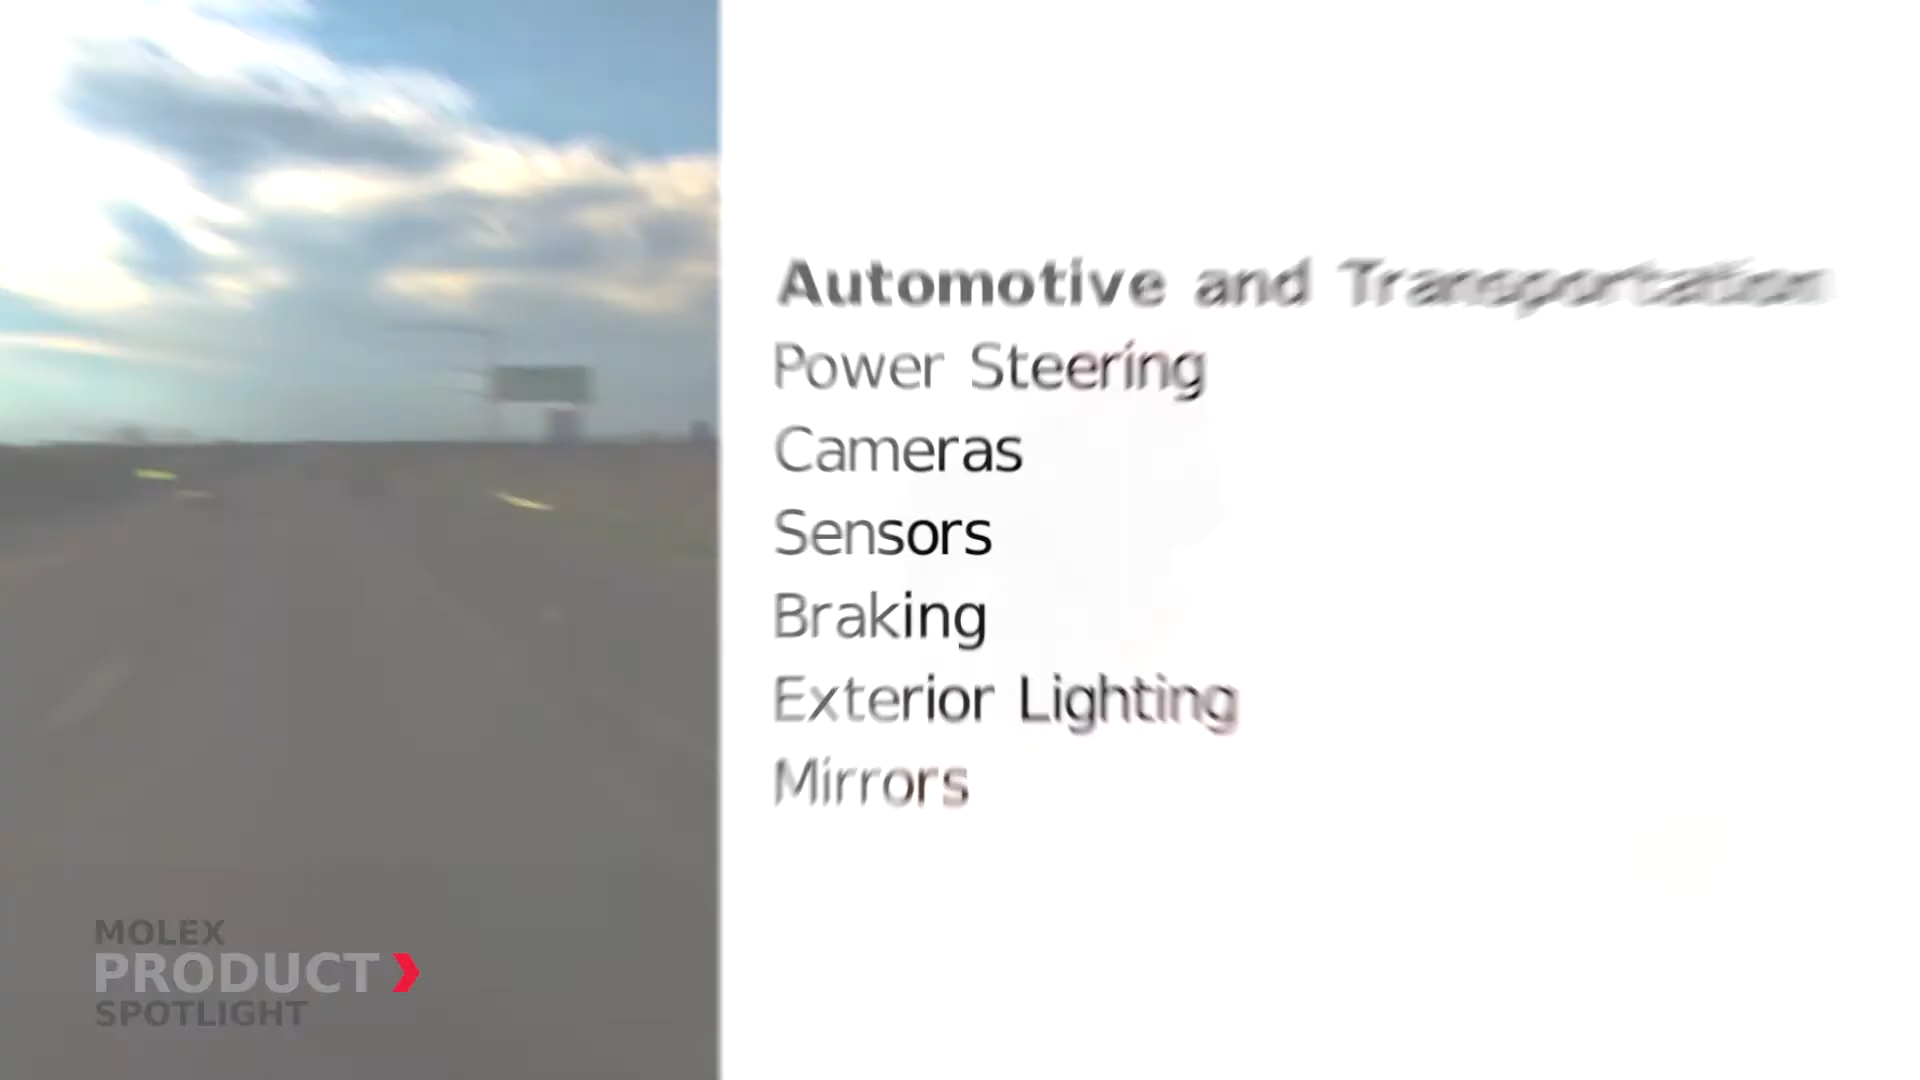 Automotive and Transportation
Power Steering
Cameras
Sensors
Braking
Exterior Lighting
Mirrors
MOLEX
PRODUCT
SPOTLIGHT